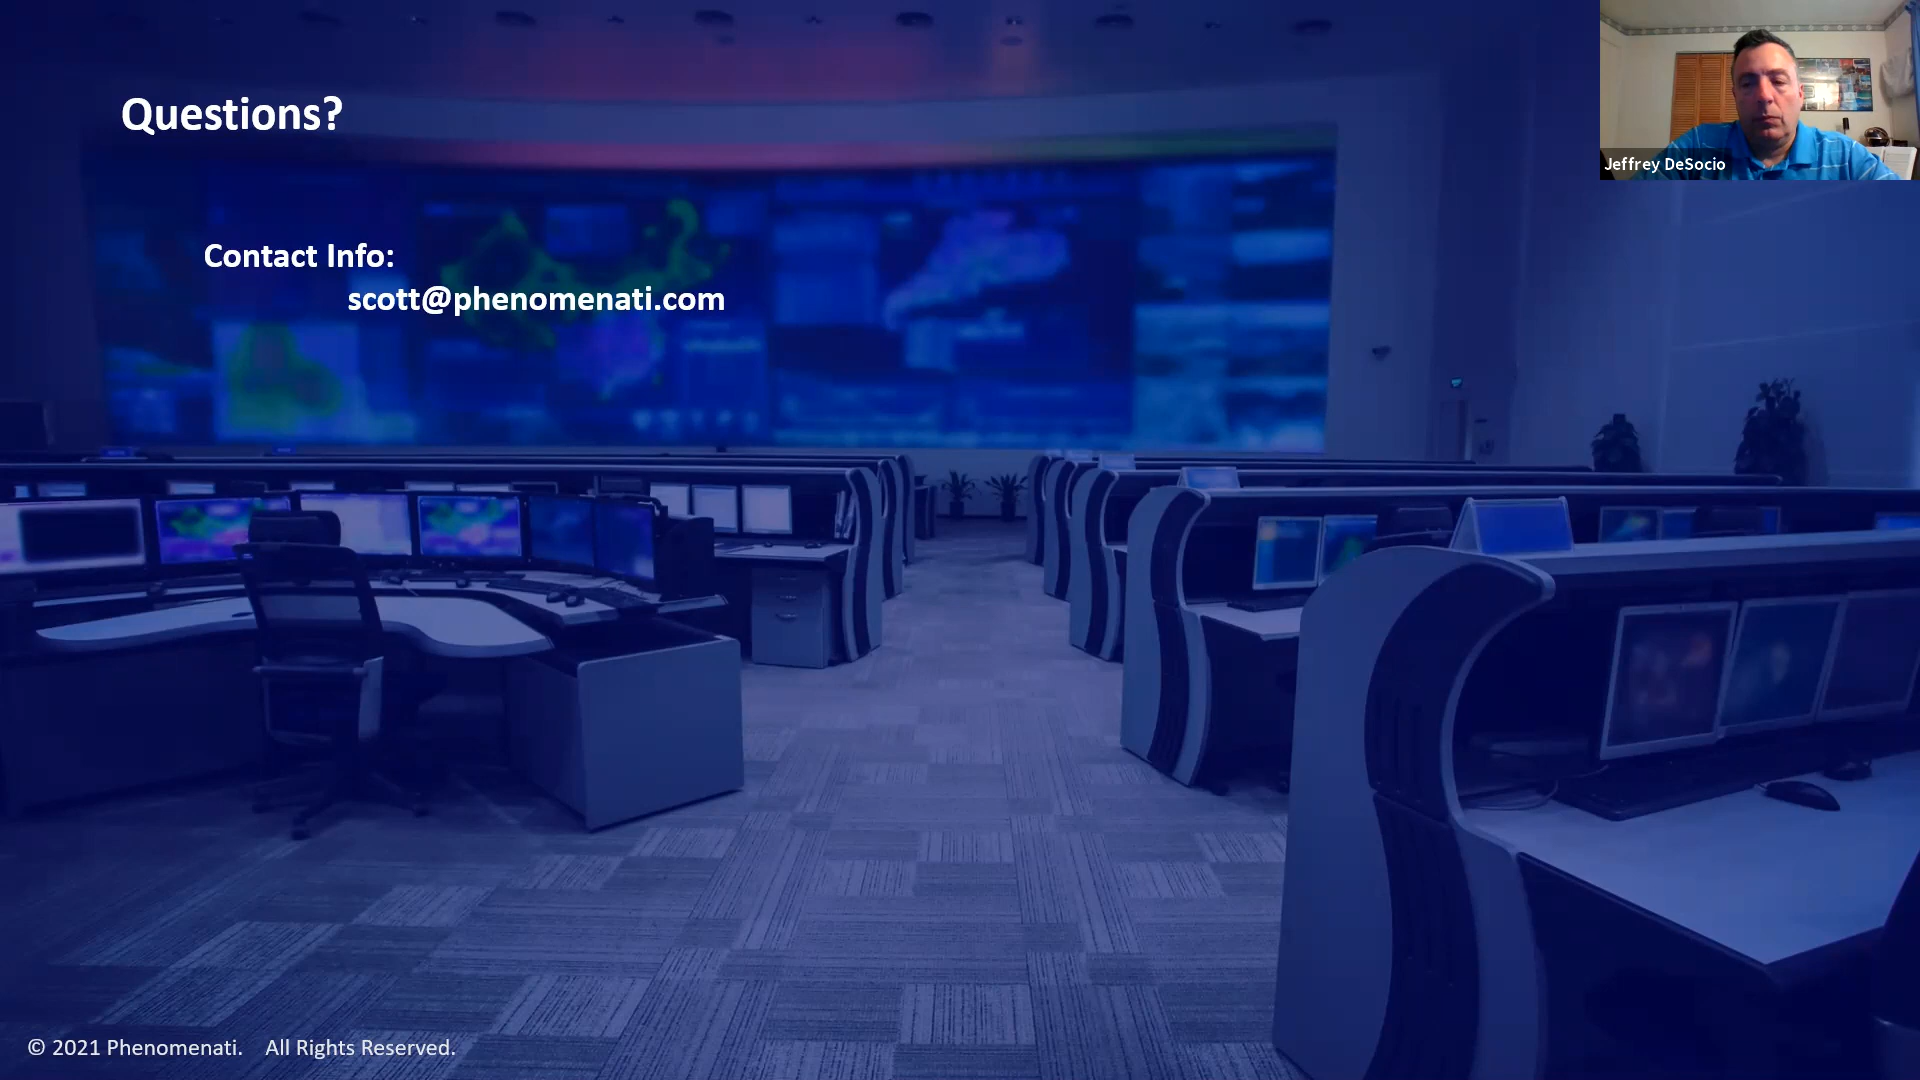 Questions?
Jeffrey DeSocio
Contact Info:
scott@phenomenati.com
© 2021 Phenomenati. All Rights Reserved.